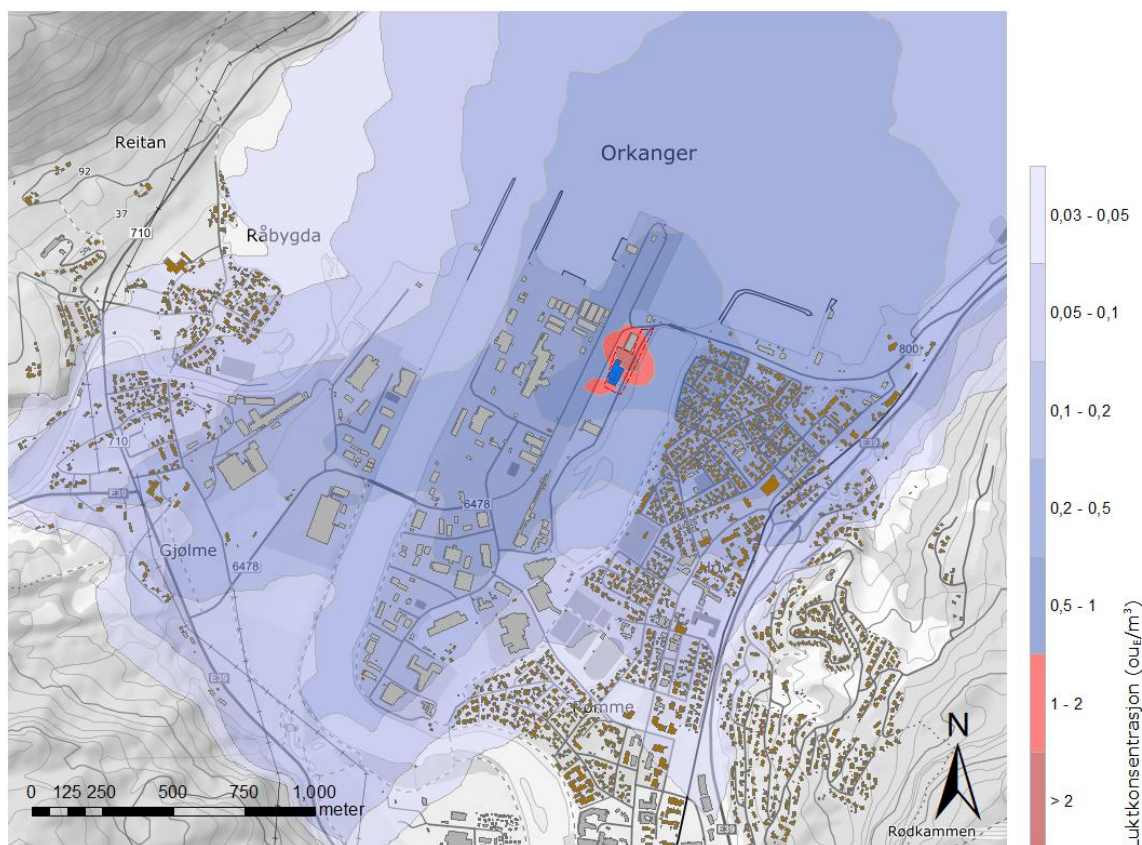 Reitan
92
37
710
Råbygda
Orkanger
800
E39
710
E39
6478
Gjølme
6478
E39
N
0 125 250 500 750 1,000
meter
E39
Rødkammen
0,03 - 0,05
0,05 - 0,1
0,1 - 0,2
0,2 - 0,5
0,5 - 1
1 - 2
> 2
uktkonsentrasjon (ouE/m³)